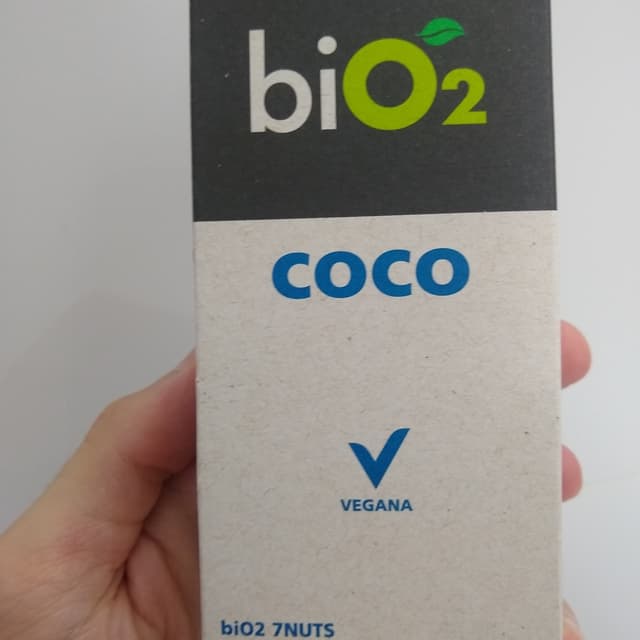 biO2
COCO
VEGANA
biO2 7NUTS